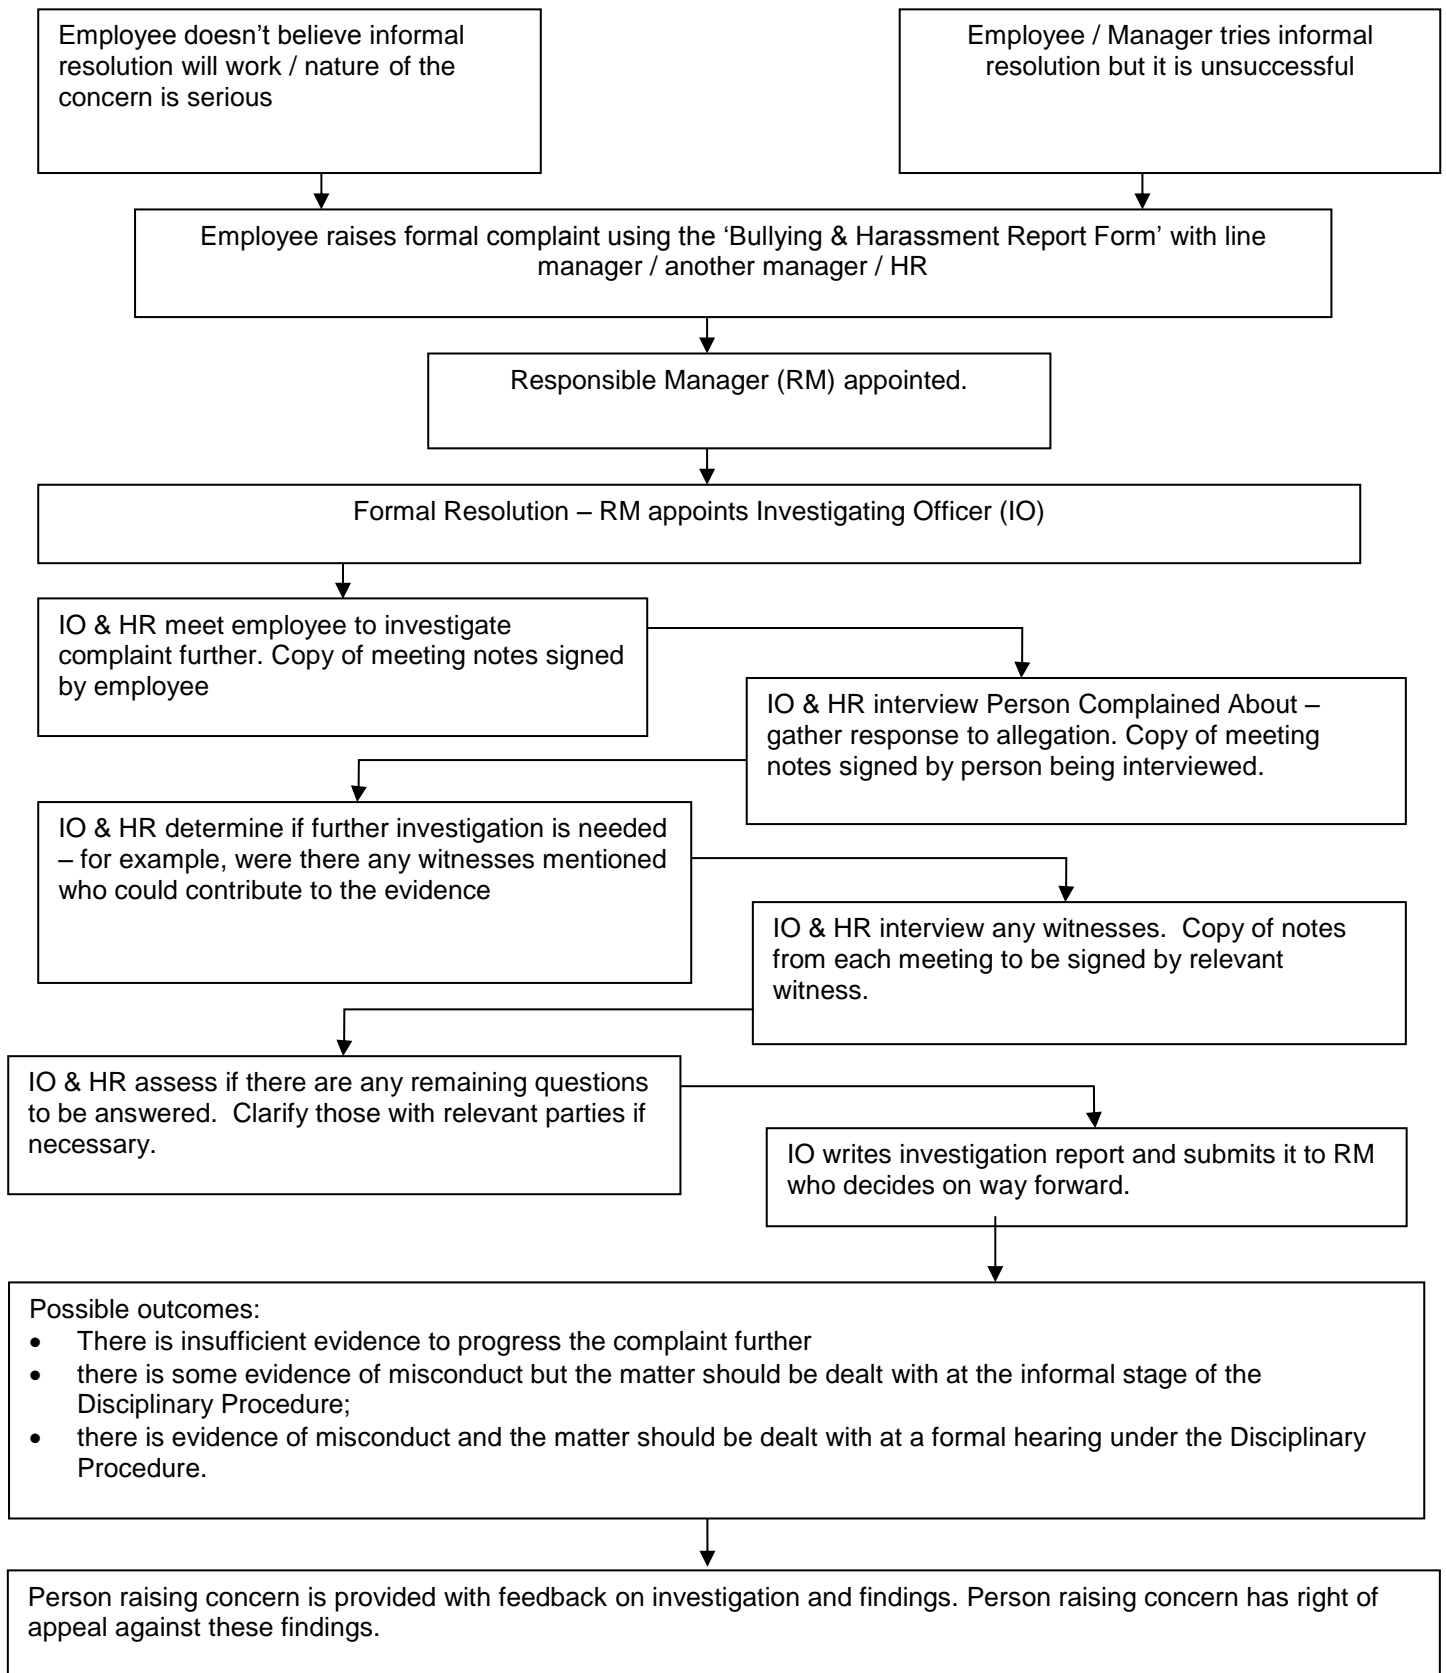 Employee doesn’t believe informal
resolution will work / nature of the
concern is serious
Employee / Manager tries informal
resolution but it is unsuccessful
Employee raises formal complaint using the ‘Bullying & Harassment Report Form’ with line
manager / another manager / HR
Responsible Manager (RM) appointed.
Formal Resolution – RM appoints Investigating Officer (IO)
IO & HR meet employee to investigate
complaint further. Copy of meeting notes signed
by employee
IO & HR interview Person Complained About –
gather response to allegation. Copy of meeting
notes signed by person being interviewed.
IO & HR determine if further investigation is needed
– for example, were there any witnesses mentioned
who could contribute to the evidence
IO & HR interview any witnesses.  Copy of notes
from each meeting to be signed by relevant
witness.
IO & HR assess if there are any remaining questions
to be answered.  Clarify those with relevant parties if
necessary.
IO writes investigation report and submits it to RM
who decides on way forward.
Possible outcomes:
• There is insufficient evidence to progress the complaint further
• there is some evidence of misconduct but the matter should be dealt with at the informal stage of the
Disciplinary Procedure;
• there is evidence of misconduct and the matter should be dealt with at a formal hearing under the Disciplinary
Procedure.
Person raising concern is provided with feedback on investigation and findings. Person raising concern has right of
appeal against these findings.